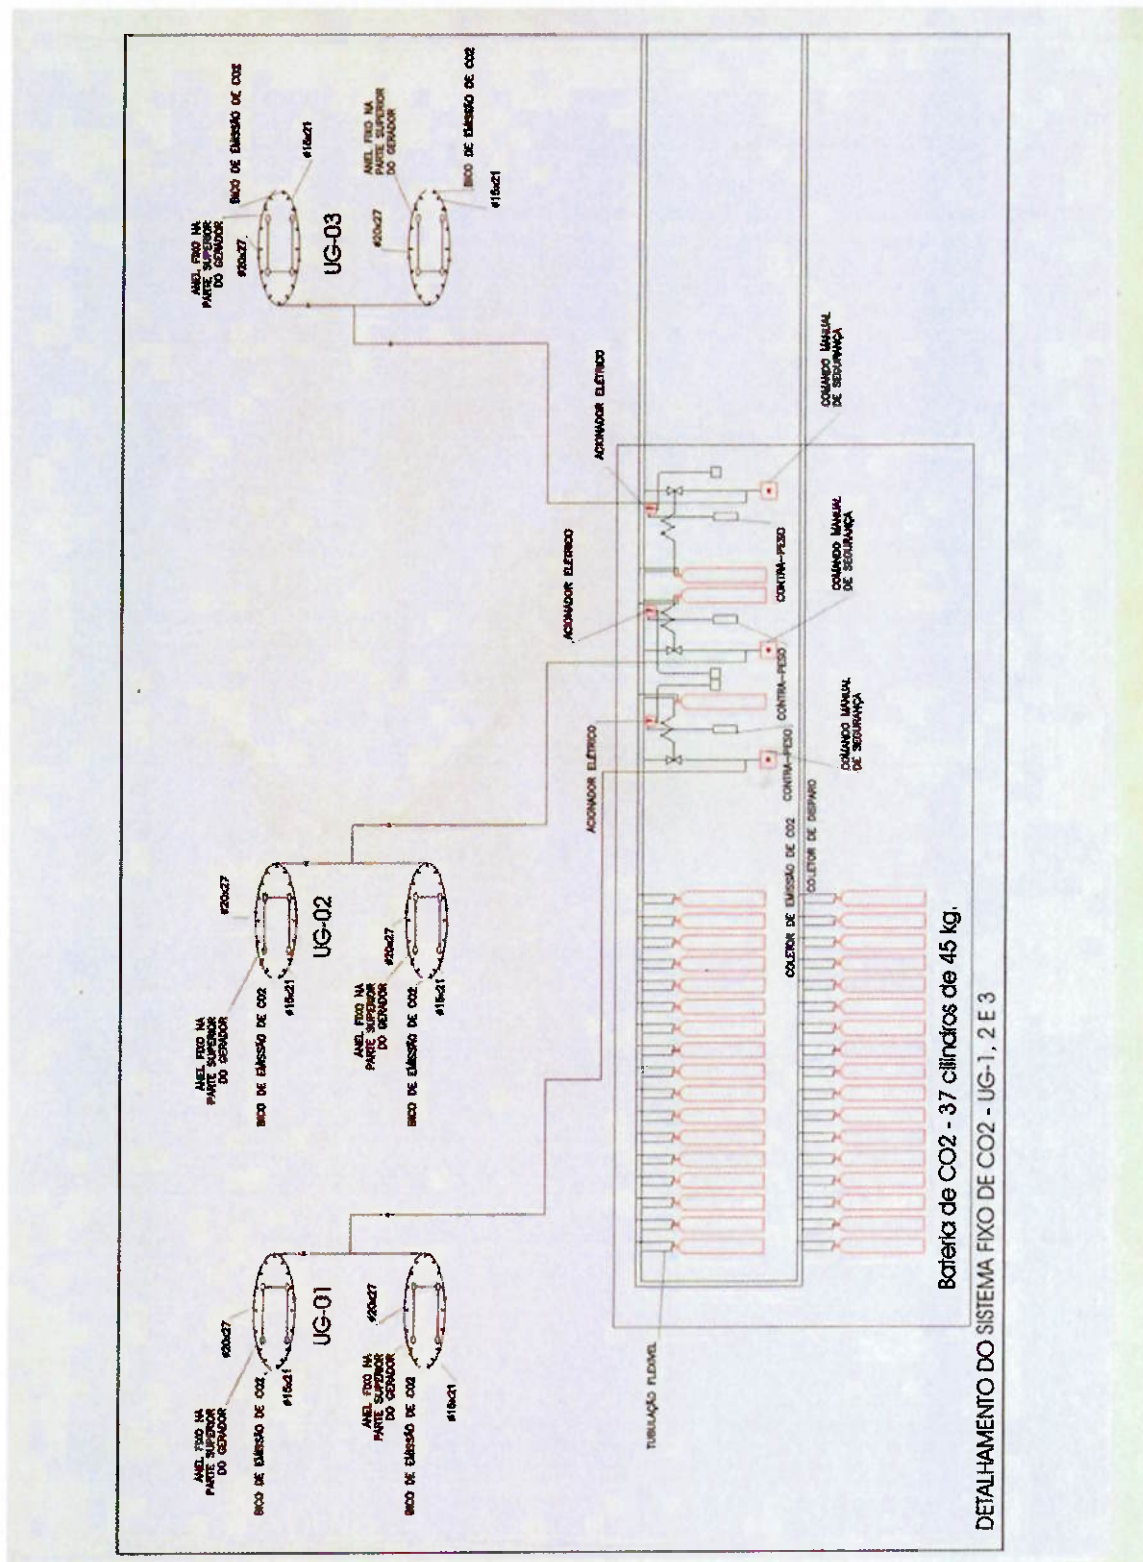 ANEL FIXO NA
PARTE SUPERIOR
DO GERADOR
#20x27
BICO DE EMISSÃO DE CO2
#15x21
UG-01
ANEL FIXO NA
PARTE SUPERIOR
DO GERADOR
#20x27
BICO DE EMISSÃO DE CO2
#15x21
ANEL FIXO NA
PARTE SUPERIOR
DO GERADOR
#20x27
BICO DE EMISSÃO DE CO2
#15x21
UG-02
ANEL FIXO NA
PARTE SUPERIOR
DO GERADOR
#20x27
BICO DE EMISSÃO DE CO2
#15x21
ANEL FIXO NA
PARTE SUPERIOR
DO GERADOR
#20x27
BICO DE EMISSÃO DE CO2
#15x21
UG-03
ANEL FIXO NA
PARTE SUPERIOR
DO GERADOR
#20x27
BICO DE EMISSÃO DE CO2
#15x21
ACIONADOR ELÉTRICO
ACIONADOR ELÉTRICO
ACIONADOR ELÉTRICO
TUBULAÇÃO FLEXIVEL
COLETOR DE EMISSÃO DE CO2
COLETOR DE DISPARO
CONTRA-PESO
CONTRA-PESO
CONTRA-PESO
COMANDO MANUAL
DE SEGURANÇA
COMANDO MANUAL
DE SEGURANÇA
COMANDO MANUAL
DE SEGURANÇA
Bateria de CO2 - 37 cilindros de 45 kg.
DETALHAMENTO DO SISTEMA FIXO DE CO2 - UG-1, 2 E 3